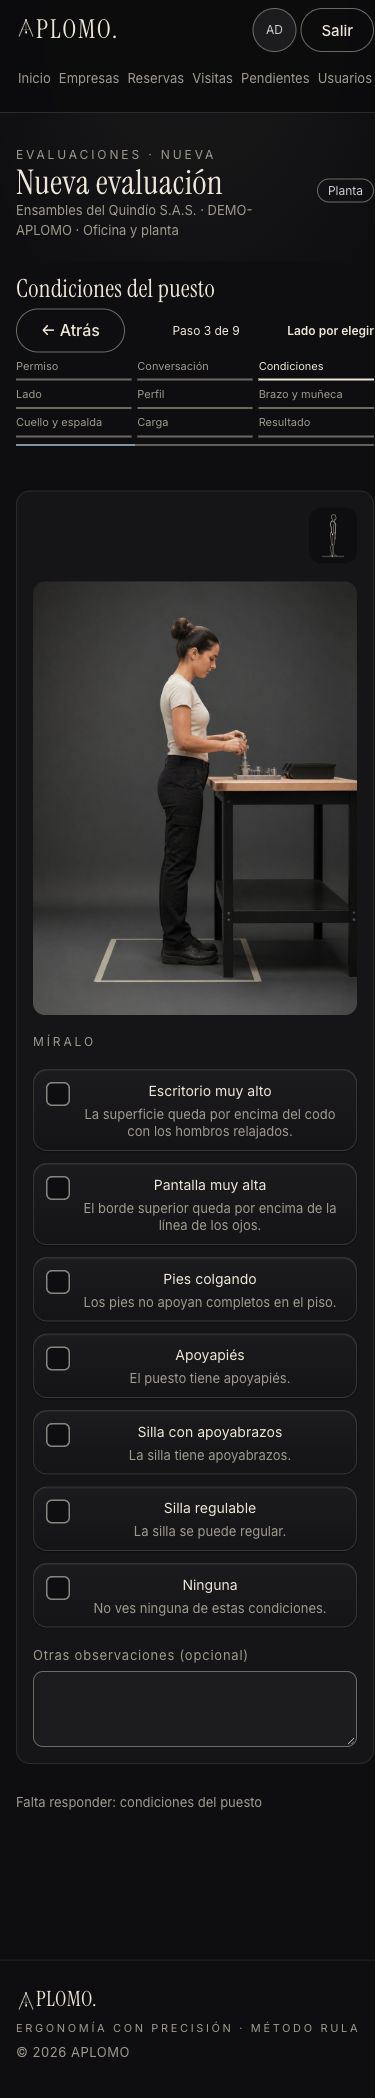 APLOMO.
AD
Salir
Inicio Empresas Reservas Visitas Pendientes Usuarios
EVALUACIONES · NUEVA
Nueva evaluación
Planta
Ensambles del Quindío S.A.S. · DEMO-
APLOMO · Oficina y planta
Condiciones del puesto
← Atrás
Paso 3 de 9
Lado por elegir
Permiso Conversación Condiciones
Lado Perfil Brazo y muñeca
Cuello y espalda Carga Resultado
MÍRALO
Escritorio muy alto
La superficie queda por encima del codo
con los hombros relajados.
Pantalla muy alta
El borde superior queda por encima de la
línea de los ojos.
Pies colgando
Los pies no apoyan completos en el piso.
Apoyapiés
El puesto tiene apoyapiés.
Silla con apoyabrazos
La silla tiene apoyabrazos.
Silla regulable
La silla se puede regular.
Ninguna
No ves ninguna de estas condiciones.
Otras observaciones (opcional)
Falta responder: condiciones del puesto
APLOMO.
ERGONOMÍA CON PRECISIÓN · MÉTODO RULA
© 2026 APLOMO